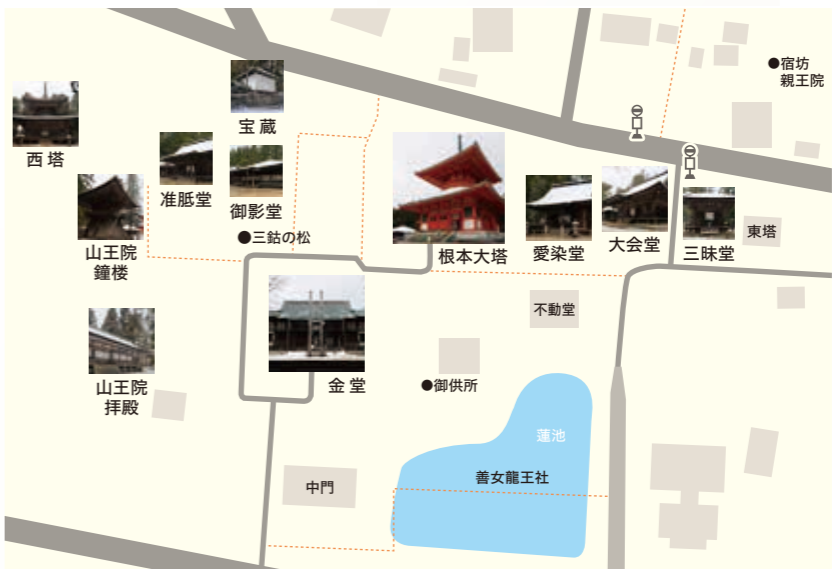 ●宿坊
親王院
宝蔵
西塔
准胝堂
御影堂
山王院
鐘楼
●三鈷の松
根本大塔
愛染堂
大会堂
三昧堂
東塔
不動堂
山王院
拝殿
金堂
●御供所
蓮池
善女龍王社
中門